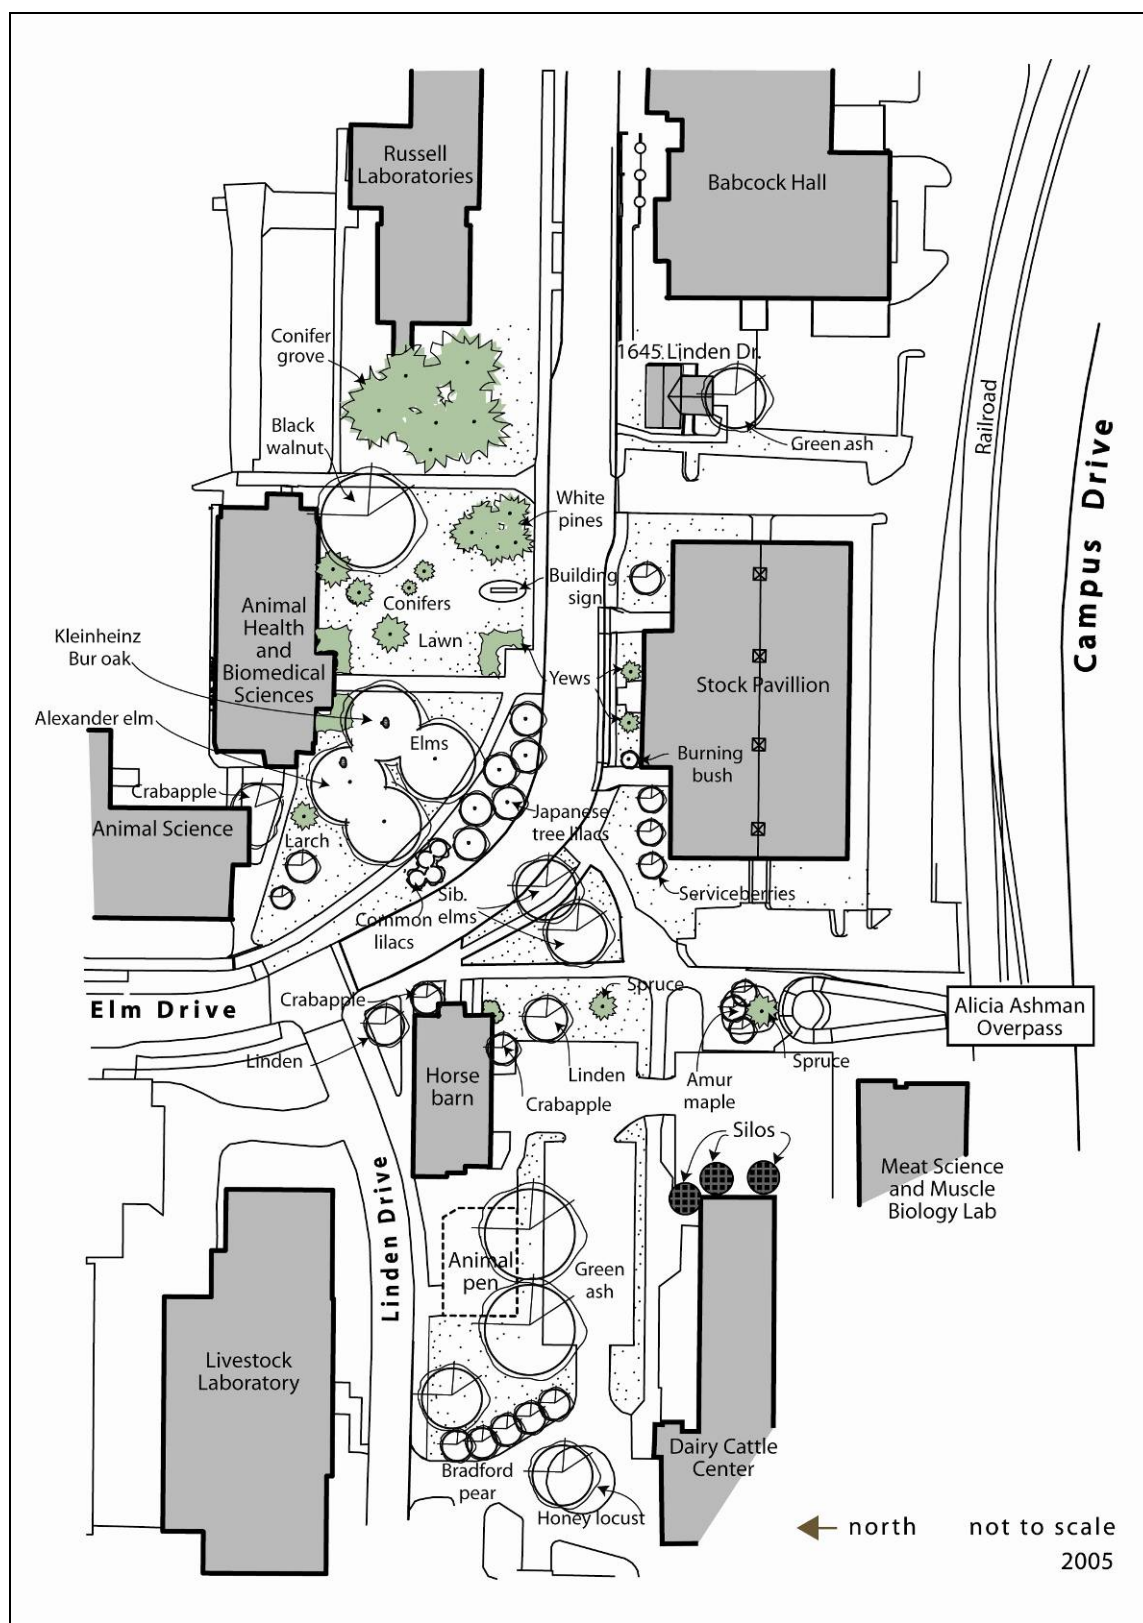 Russell
Laboratories
Babcock Hall
Conifer
grove
1645 Linden Dr.
Black
walnut
Green ash
Railroad
Campus Drive
White
pines
Building
sign
Animal
Health
and
Biomedical
Sciences
Conifers
Lawn
Kleinheinz
Bur oak
Yews
Stock Pavillion
Alexander elm
Elms
Burning
bush
Crabapple
Animal Science
Larch
Japanese
tree lilacs
Sib.
elms
Serviceberries
Common
lilacs
Elm Drive
Crabapple
Spruce
Alicia Ashman
Overpass
Linden
Horse
barn
Linden
Crabapple
Amur
maple
Spruce
Silos
Meat Science
and Muscle
Biology Lab
Linden Drive
Animal
pen
Green
ash
Livestock
Laboratory
Dairy Cattle
Center
Bradford
pear
Honey locust
north
not to scale
2005